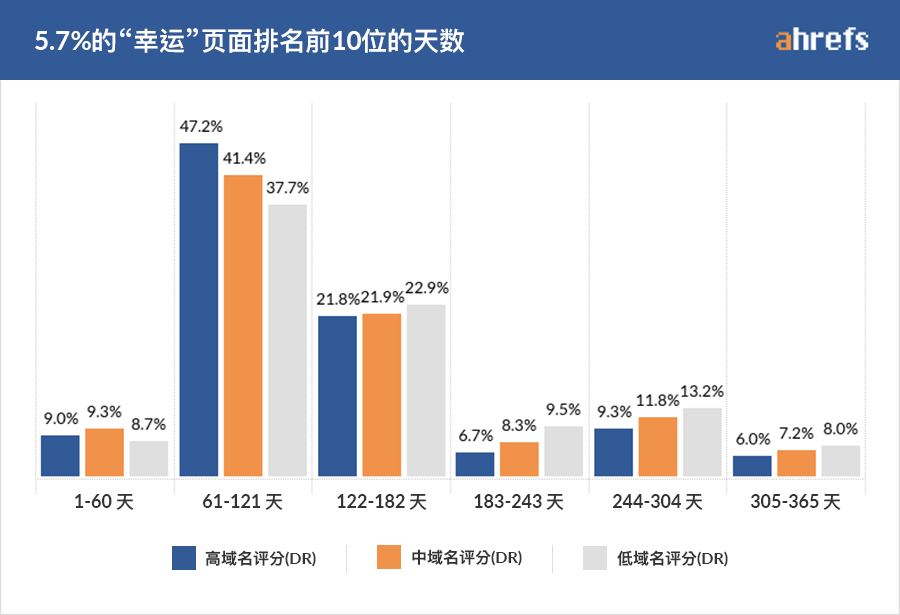 5.7%的“幸运”页面排名前10位的天数
ahrefs
47.2%
41.4%
37.7%
21.8% 21.9% 22.9%
9.0% 9.3% 8.7%
6.7% 8.3% 9.5%
9.3% 11.8% 13.2%
6.0% 7.2% 8.0%
1-60 天 61-121 天 122-182 天 183-243 天 244-304 天 305-365 天
高域名评分(DR) 中域名评分(DR) 低域名评分(DR)